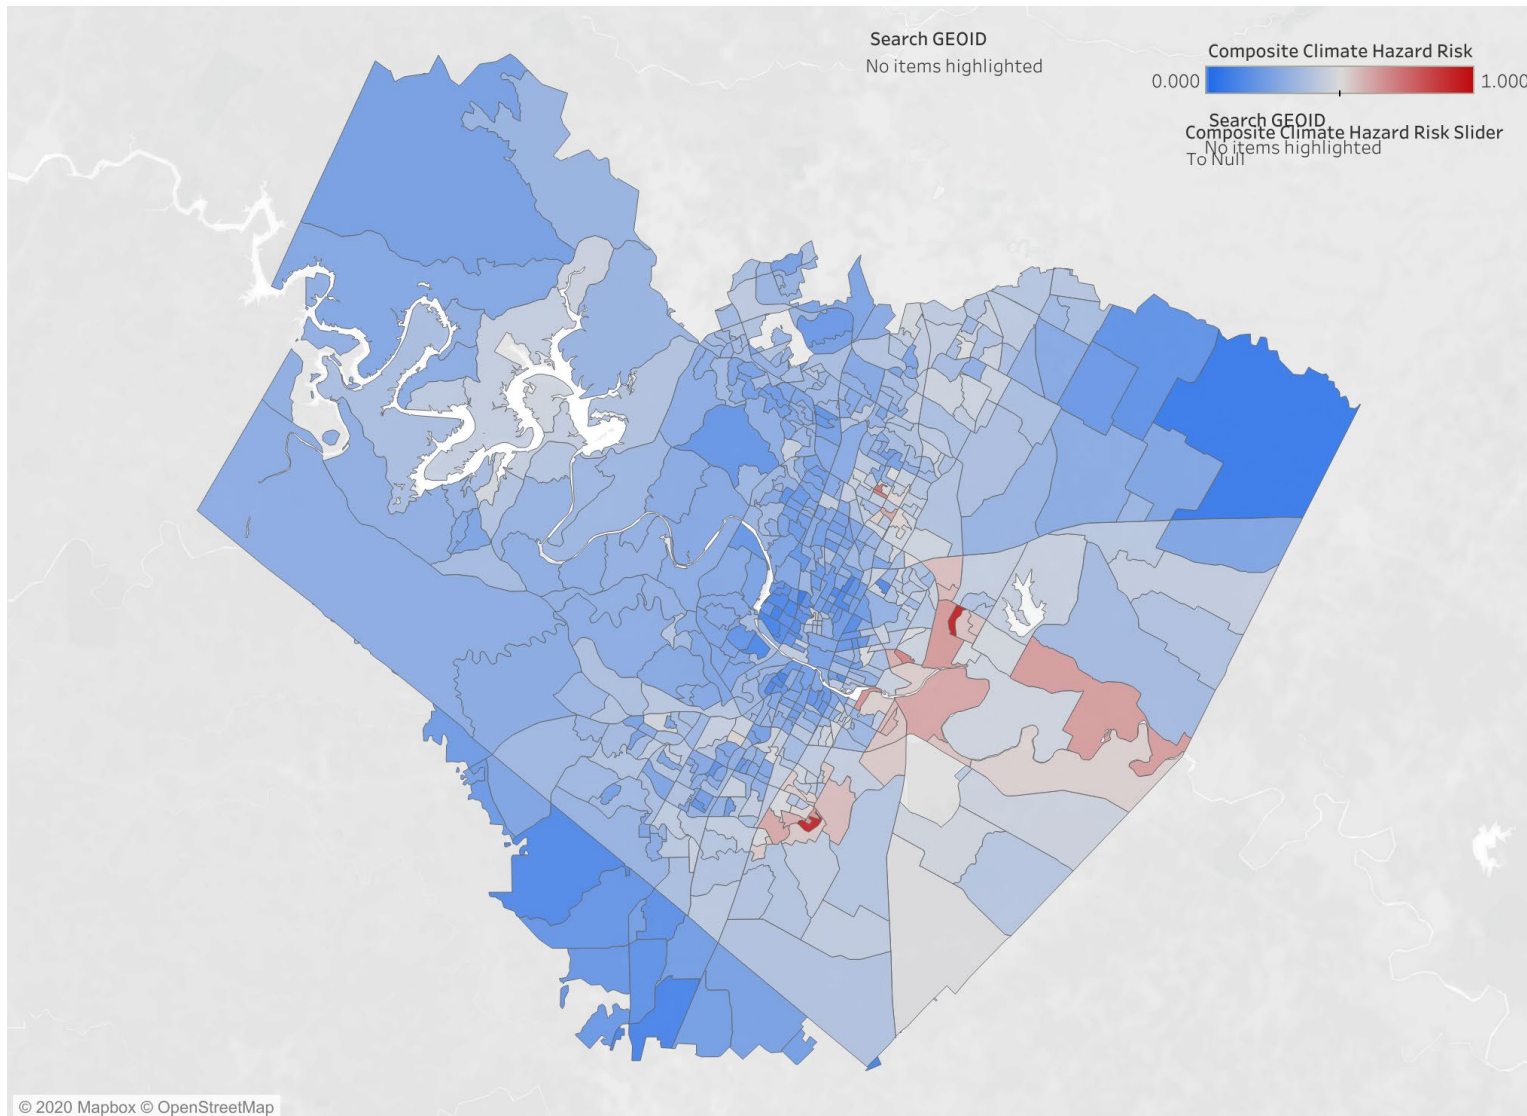 Search GEOID
No items highlighted
Composite Climate Hazard Risk
0.000
1.000
Search GEOID
Composite Climate Hazard Risk Slider
No items highlighted
To Null
© 2020 Mapbox © OpenStreetMap